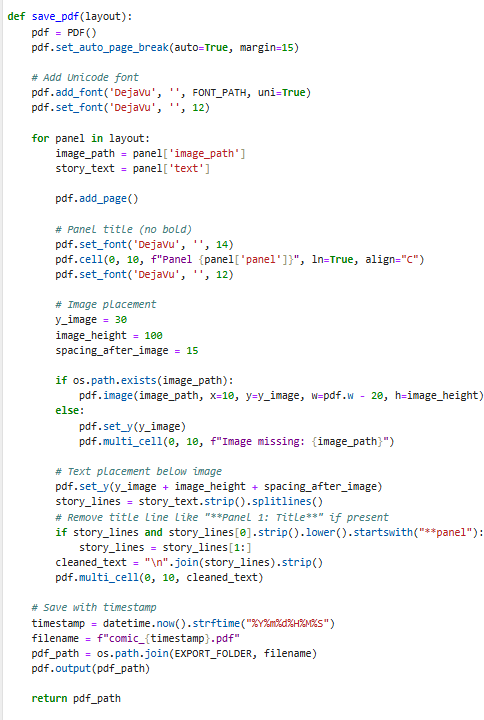 def save_pdf(layout):
    pdf = PDF()
    pdf.set_auto_page_break(auto=True, margin=15)

    # Add Unicode font
    pdf.add_font('DejaVu', '', FONT_PATH, uni=True)
    pdf.set_font('DejaVu', '', 12)

    for panel in layout:
        image_path = panel['image_path']
        story_text = panel['text']

        pdf.add_page()

        # Panel title (no bold)
        pdf.set_font('DejaVu', '', 14)
        pdf.cell(0, 10, f"Panel {panel['panel']}", ln=True, align="C")
        pdf.set_font('DejaVu', '', 12)

        # Image placement
        y_image = 30
        image_height = 100
        spacing_after_image = 15

        if os.path.exists(image_path):
            pdf.image(image_path, x=10, y=y_image, w=pdf.w - 20, h=image_height)
        else:
            pdf.set_y(y_image)
            pdf.multi_cell(0, 10, f"Image missing: {image_path}")

        # Text placement below image
        pdf.set_y(y_image + image_height + spacing_after_image)
        story_lines = story_text.strip().splitlines()
        # Remove title line like "**Panel 1: Title**" if present
        if story_lines and story_lines[0].strip().lower().startswith("**panel"):
            story_lines = story_lines[1:]
        cleaned_text = "\n".join(story_lines).strip()
        pdf.multi_cell(0, 10, cleaned_text)

    # Save with timestamp
    timestamp = datetime.now().strftime("%Y%m%d%H%M%S")
    filename = f"comic_{timestamp}.pdf"
    pdf_path = os.path.join(EXPORT_FOLDER, filename)
    pdf.output(pdf_path)

    return pdf_path